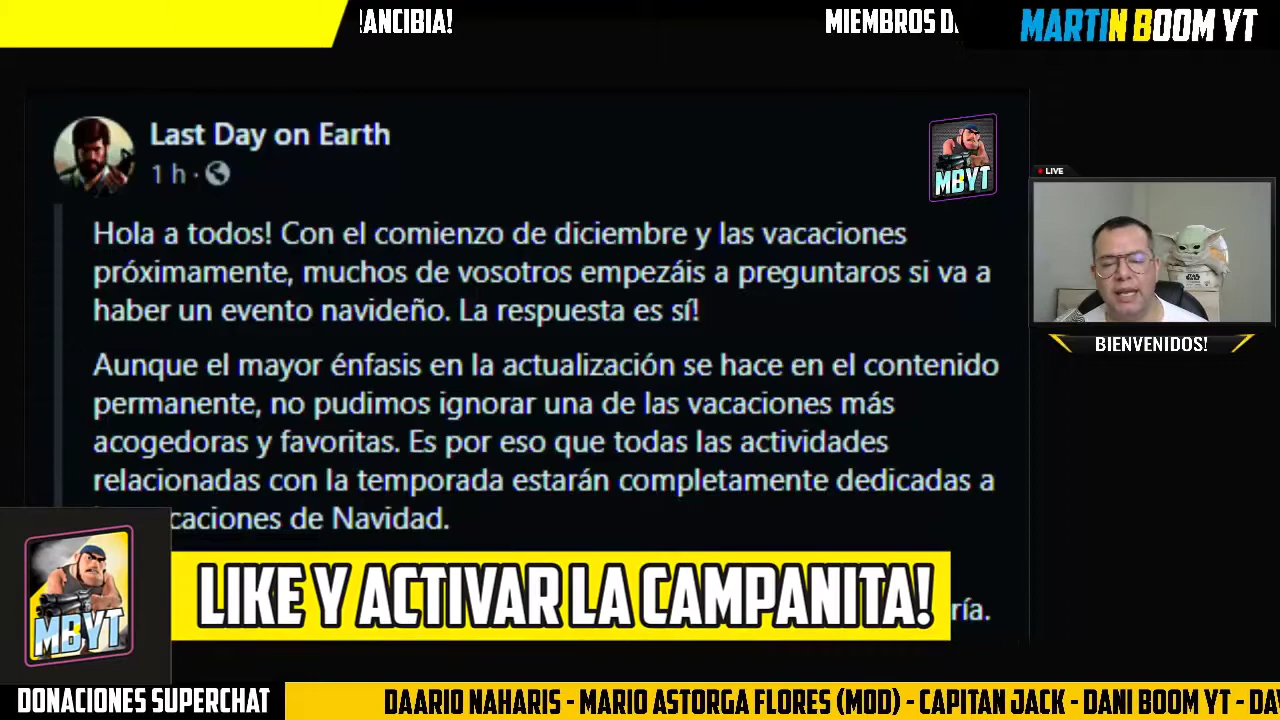 RANCIBIA!
MIEMBROS D
MARTIN BOOM YT
Last Day on Earth
1 h ·
MBYT
LIVE
Hola a todos! Con el comienzo de diciembre y las vacaciones
próximamente, muchos de vosotros empezáis a preguntaros si va a
haber un evento navideño. La respuesta es sí!
STAR WARS
BIENVENIDOS!
Aunque el mayor énfasis en la actualización se hace en el contenido
permanente, no pudimos ignorar una de las vacaciones más
acogedoras y favoritas. Es por eso que todas las actividades
relacionadas con la temporada estarán completamente dedicadas a
caciones de Navidad.
LIKE Y ACTIVAR LA CAMPANITA!
ría.
MBYT
DONACIONES SUPERCHAT
DAARIO NAHARIS - MARIO ASTORGA FLORES (MOD) - CAPITAN JACK - DANI BOOM YT - DA